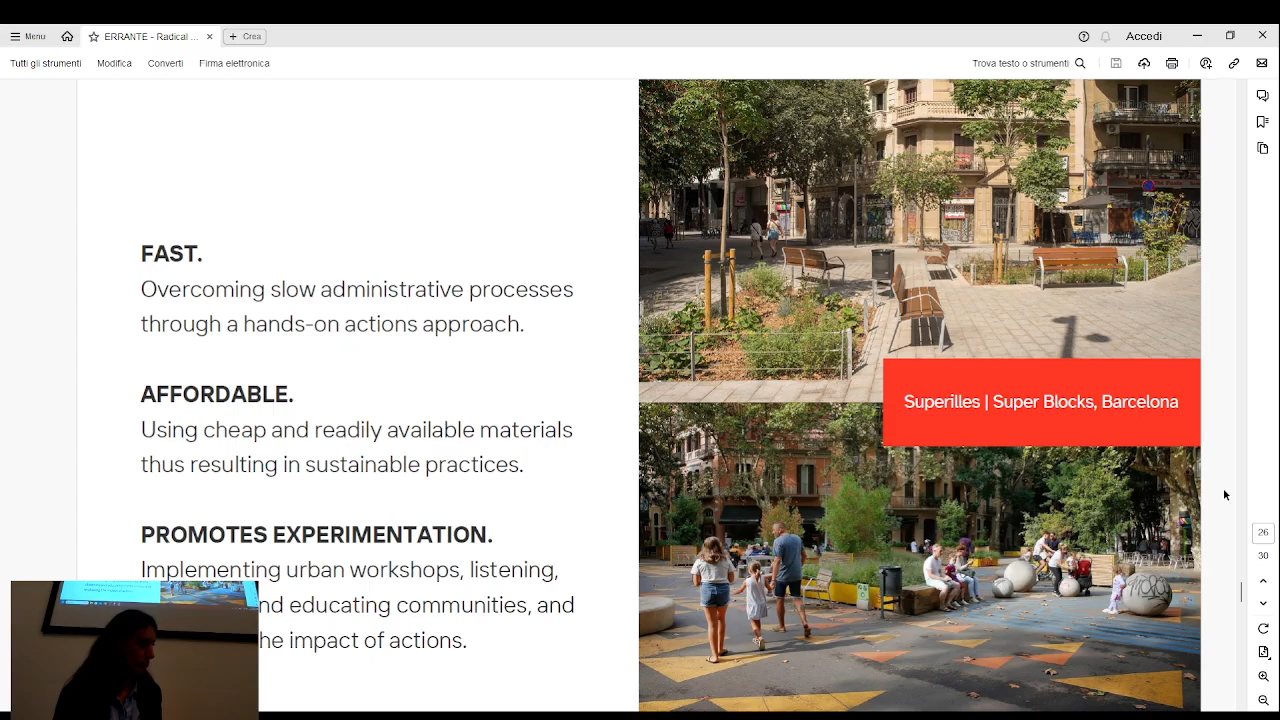 Menu
ERRANTE - Radical ...
Crea
Accedi
Tutti gli strumenti
Modifica
Converti
Firma elettronica
Trova testo o strumenti
FAST.
Overcoming slow administrative processes
through a hands-on actions approach.
AFFORDABLE.
Using cheap and readily available materials
thus resulting in sustainable practices.
PROMOTES EXPERIMENTATION.
Implementing urban workshops, listening,
nd educating communities, and
he impact of actions.
Superilles | Super Blocks, Barcelona
26
30